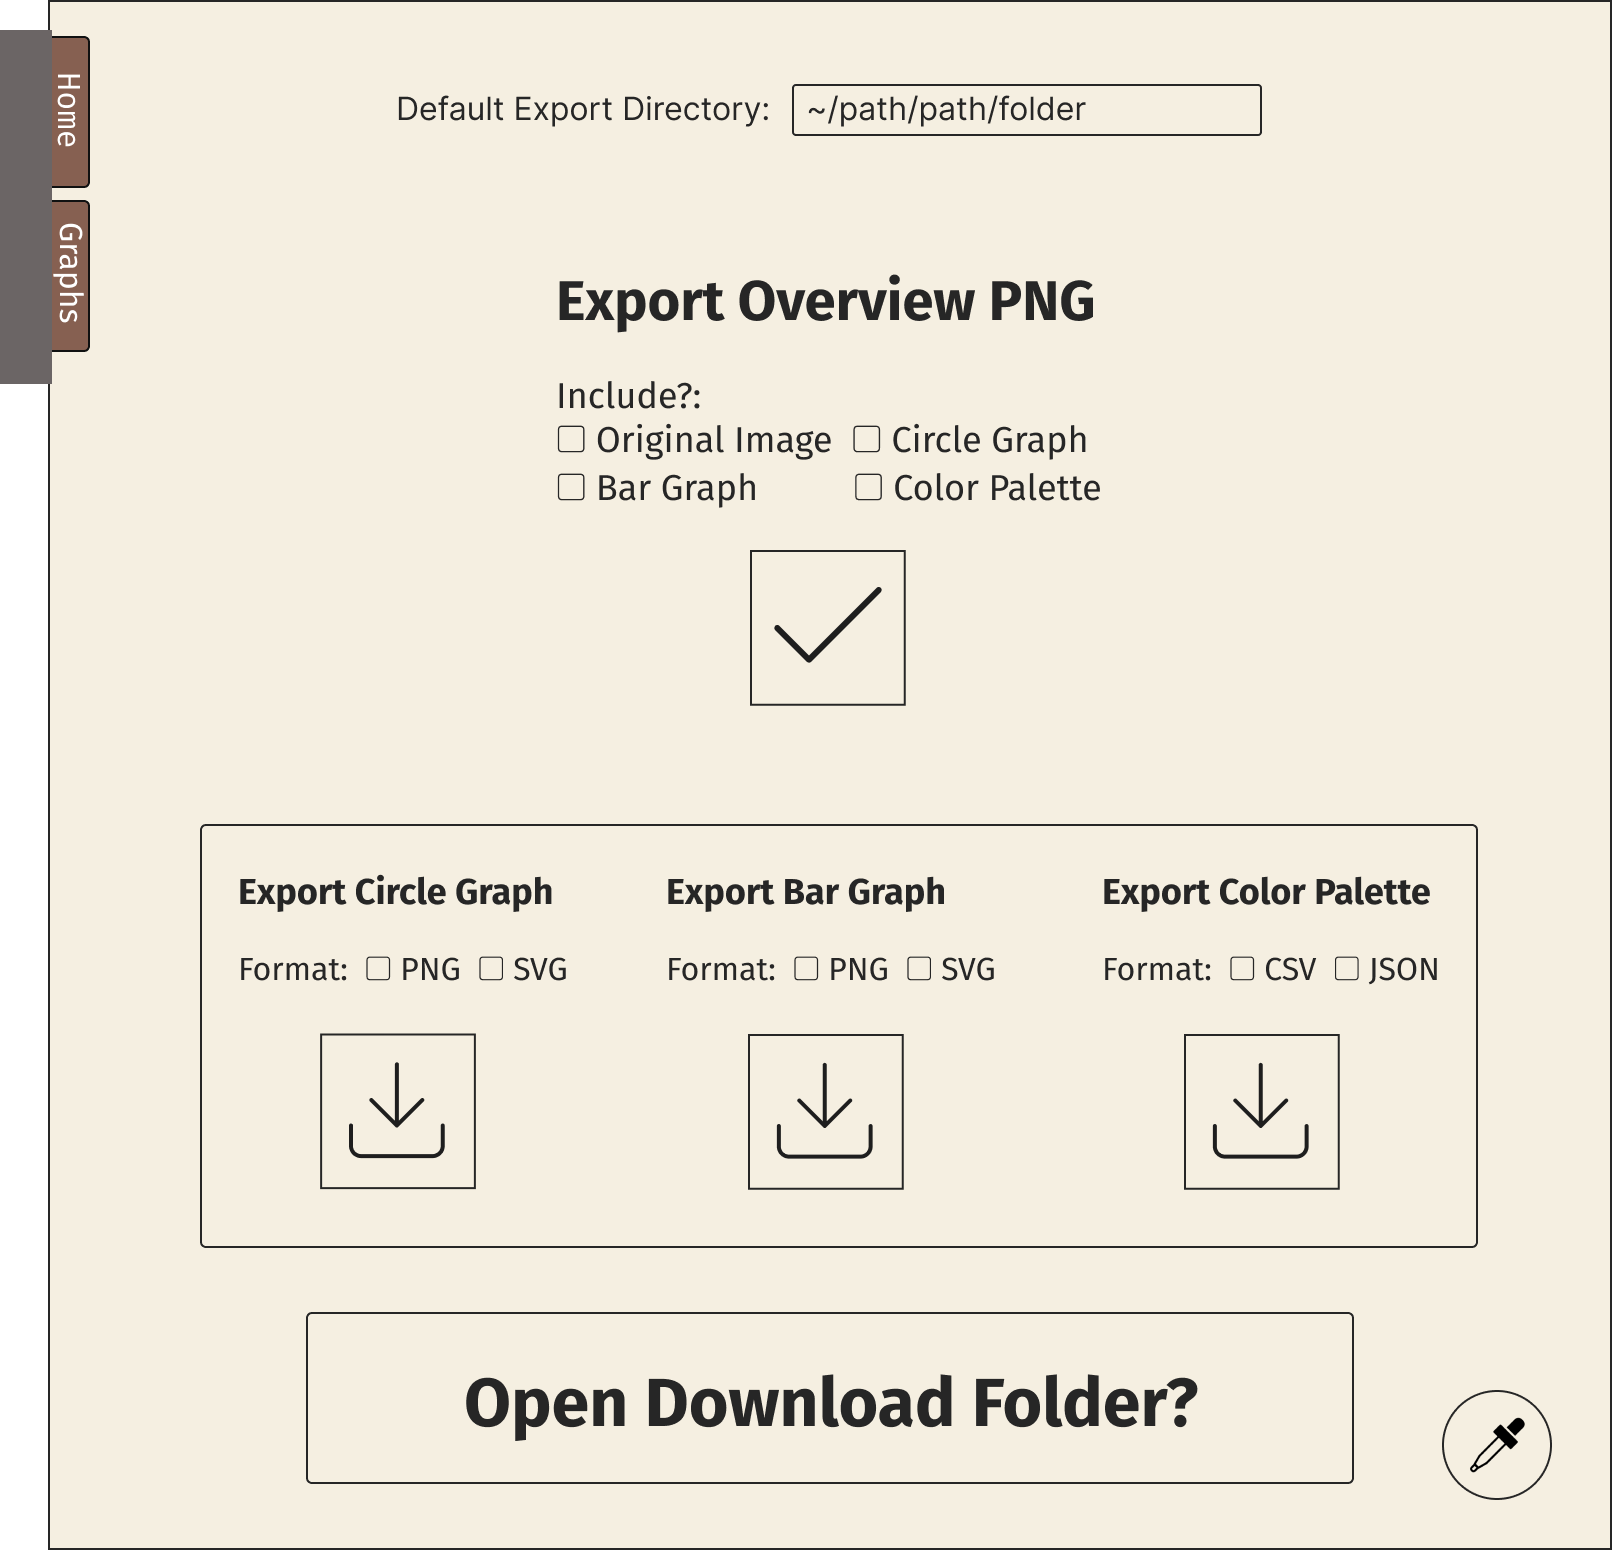 Home
Graphs
Default Export Directory: ~/path/path/folder
Export Overview PNG
Include?:
Original Image Circle Graph
Bar Graph Color Palette
Export Circle Graph
Format: PNG SVG
Export Bar Graph
Format: PNG SVG
Export Color Palette
Format: CSV JSON
Open Download Folder?